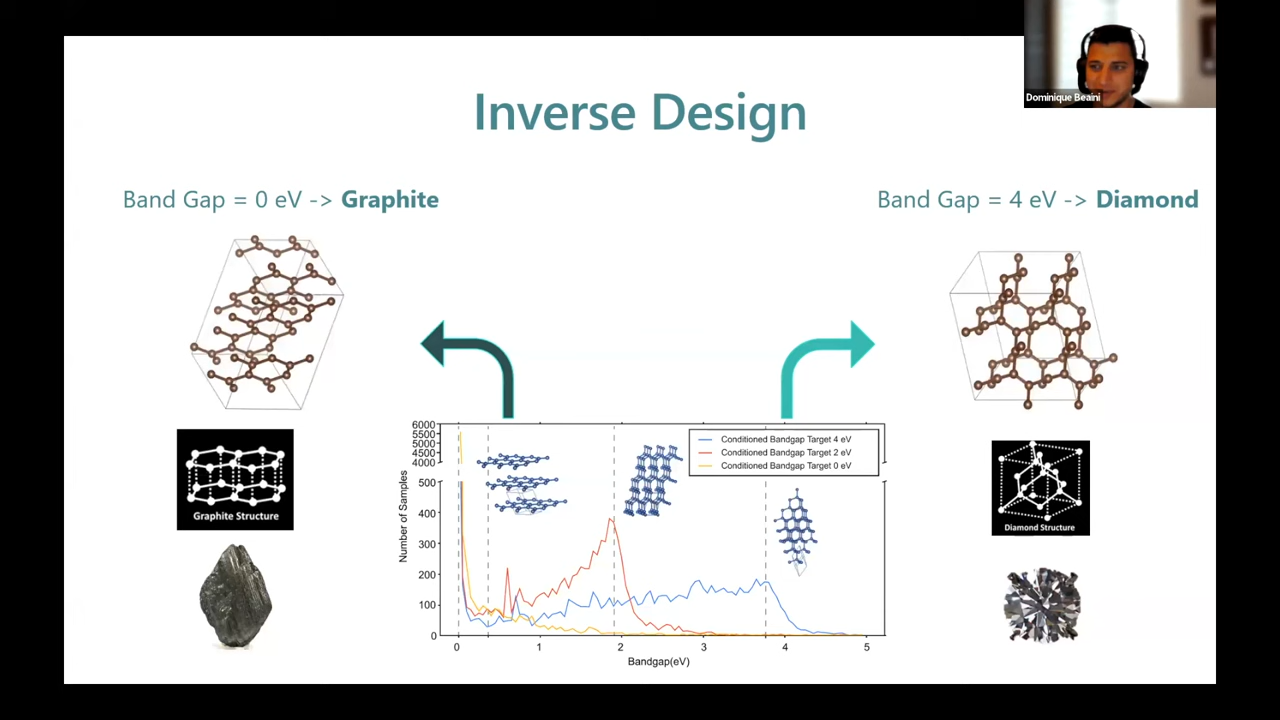 Dominique Beaini
Inverse Design
Band Gap = 0 eV -> Graphite
Band Gap = 4 eV -> Diamond
Graphite Structure
Diamond Structure
Number of Samples
6000
5500
5000
4500
4000
500
400
300
200
100
0
Conditioned Bandgap Target 4 eV
Conditioned Bandgap Target 2 eV
Conditioned Bandgap Target 0 eV
0 1 2 3 4 5
Bandgap(eV)